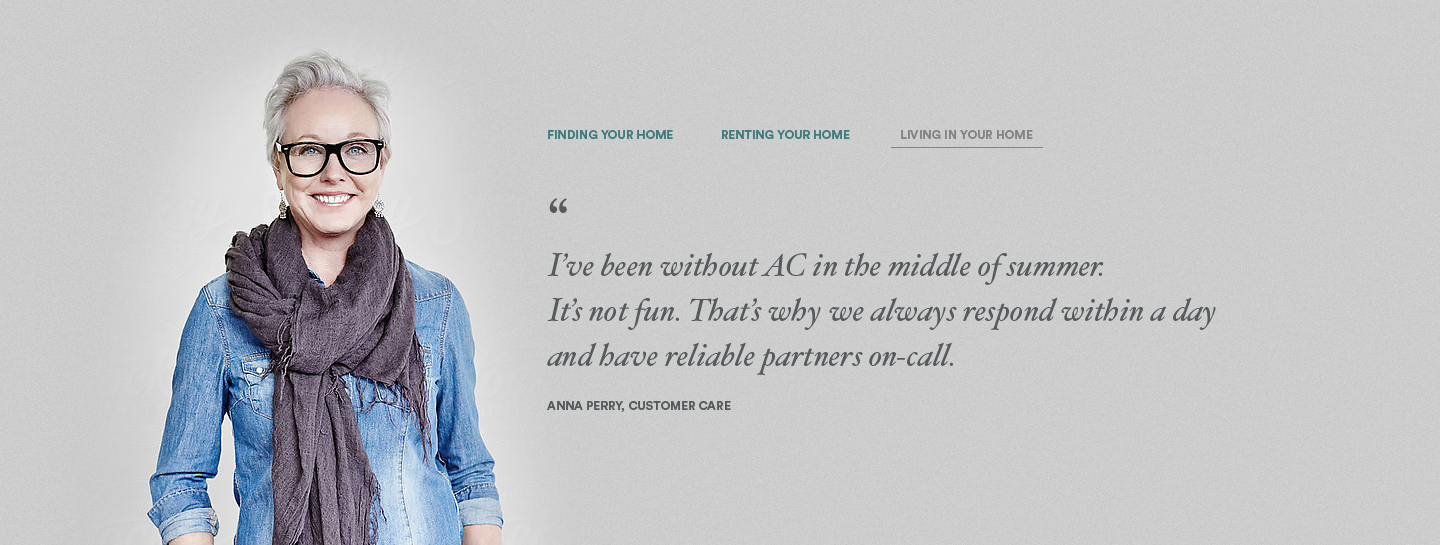 FINDING YOUR HOME RENTING YOUR HOME LIVING IN YOUR HOME
“
I’ve been without AC in the middle of summer.
It’s not fun. That’s why we always respond within a day
and have reliable partners on-call.
ANNA PERRY, CUSTOMER CARE